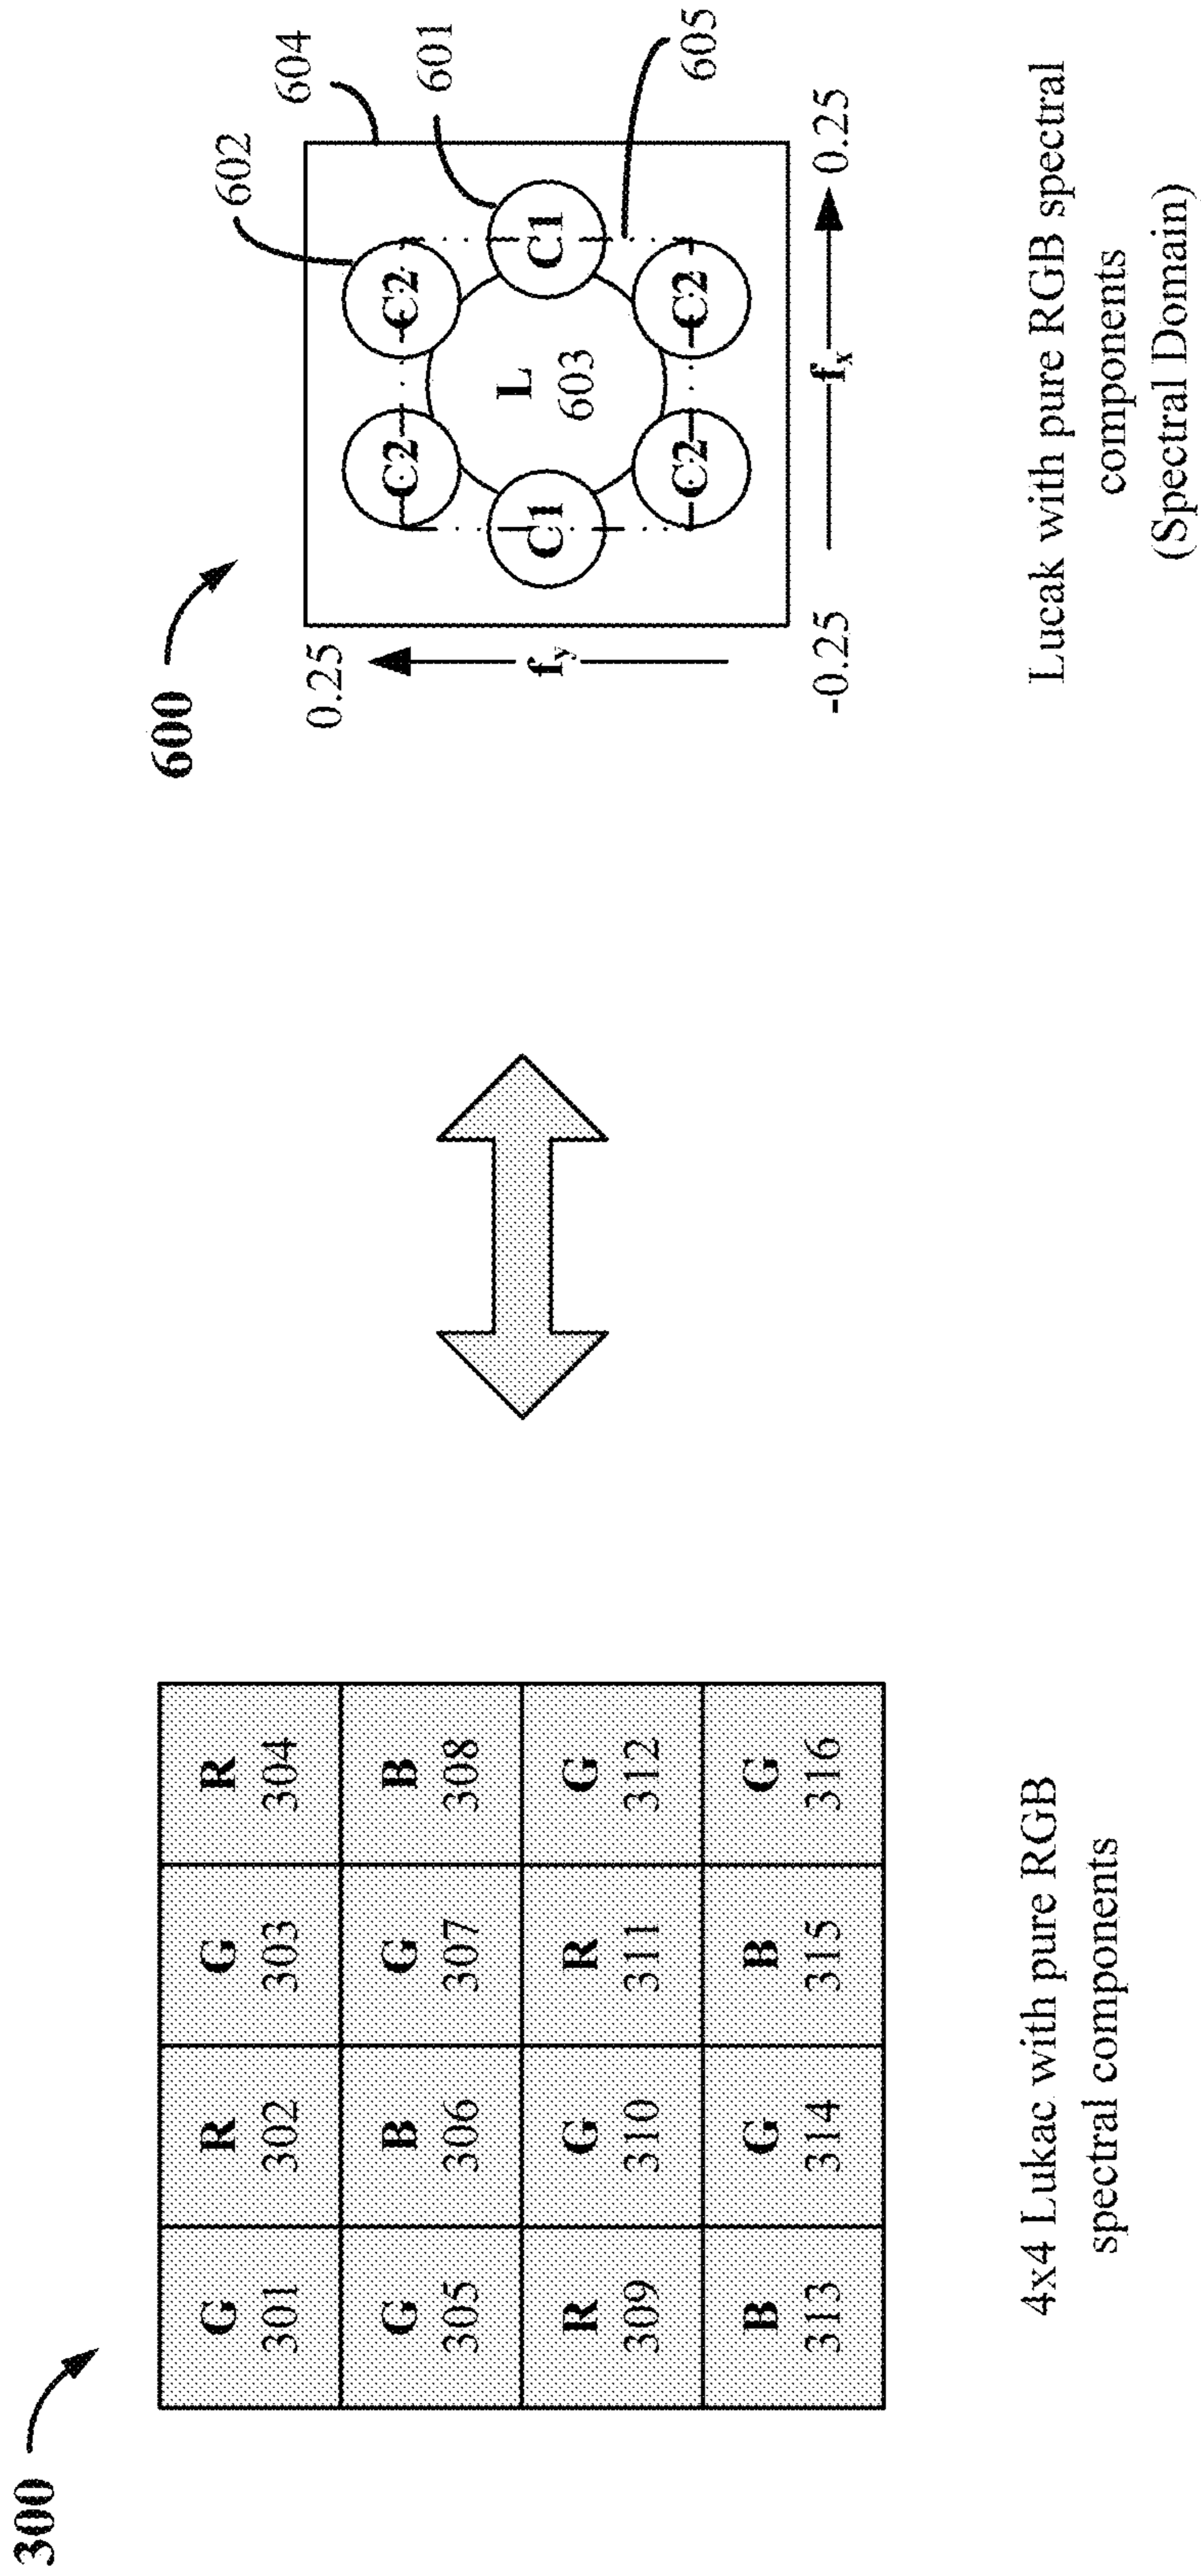 300
G
301
R
302
G
303
R
304
G
305
B
306
G
307
B
308
R
309
G
310
R
311
G
312
B
313
G
314
B
315
G
316
4x4 Lukac with pure RGB
spectral components
600
602
604
601
605
0.25
fy
-0.25
fx
0.25
C2
C2
C1
L
603
C1
C2
C2
Lucak with pure RGB spectral
components
(Spectral Domain)